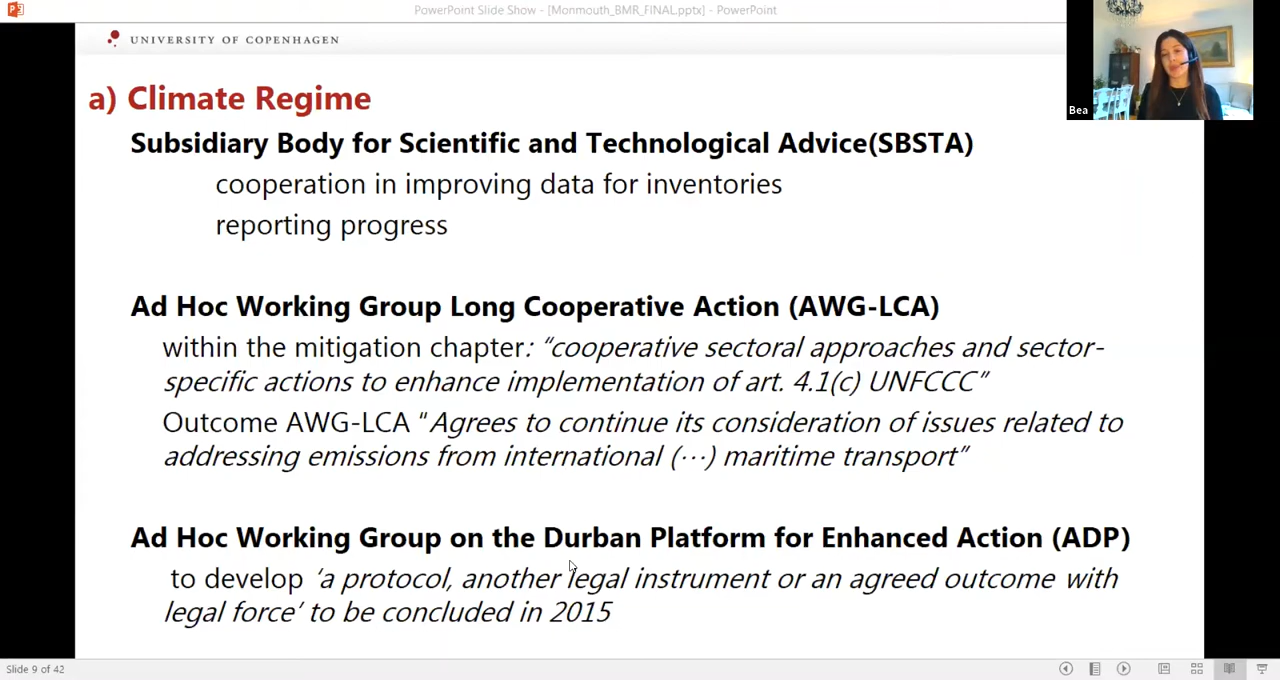 PowerPoint Slide Show - [Monmouth_BMR_FINAL.pptx] - PowerPoint
UNIVERSITY OF COPENHAGEN
Bea
a) Climate Regime
Subsidiary Body for Scientific and Technological Advice(SBSTA)
cooperation in improving data for inventories
reporting progress
Ad Hoc Working Group Long Cooperative Action (AWG-LCA)
within the mitigation chapter: “cooperative sectoral approaches and sector-
specific actions to enhance implementation of art. 4.1(c) UNFCCC”
Outcome AWG-LCA “Agrees to continue its consideration of issues related to
addressing emissions from international (⋯) maritime transport”
Ad Hoc Working Group on the Durban Platform for Enhanced Action (ADP)
to develop ‘a protocol, another legal instrument or an agreed outcome with
legal force’ to be concluded in 2015
Slide 9 of 42